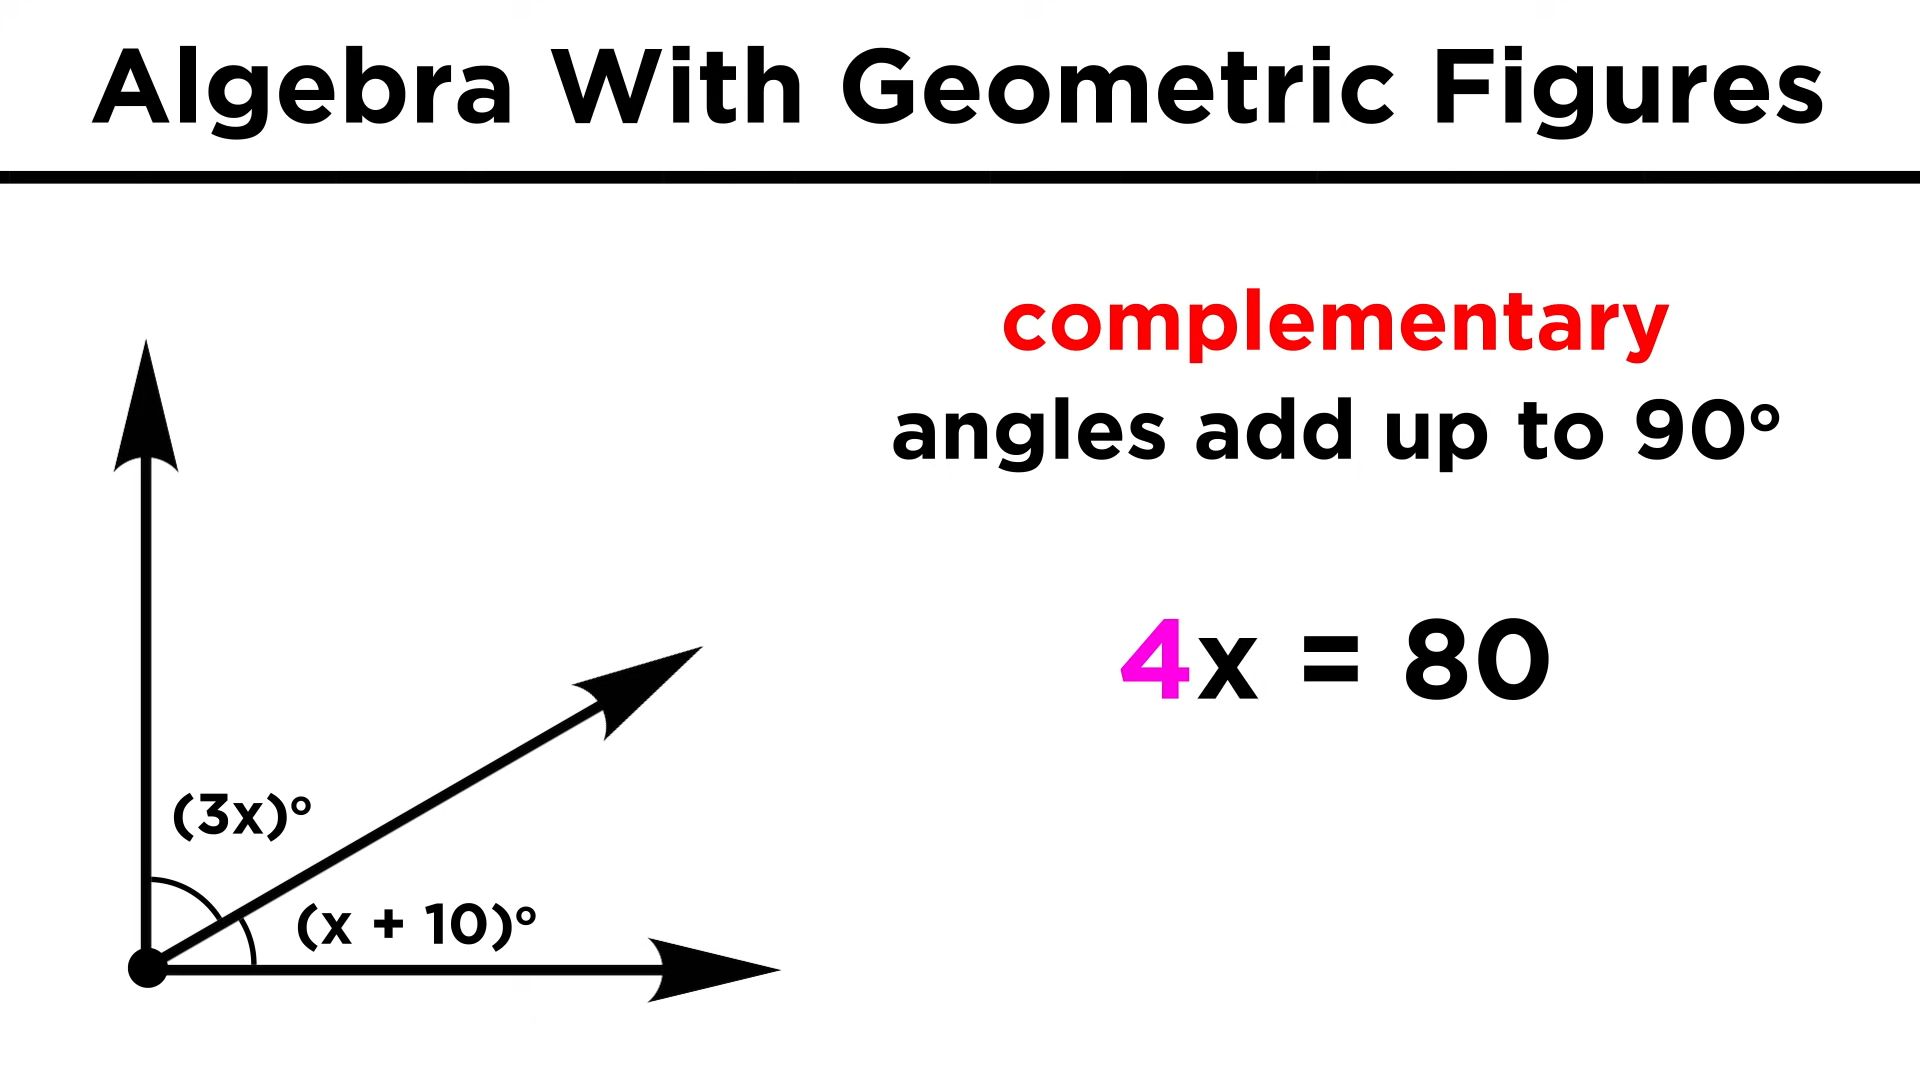 Algebra With Geometric Figures
complementary
angles add up to 90°
4x = 80
(3x)°
(x + 10)°